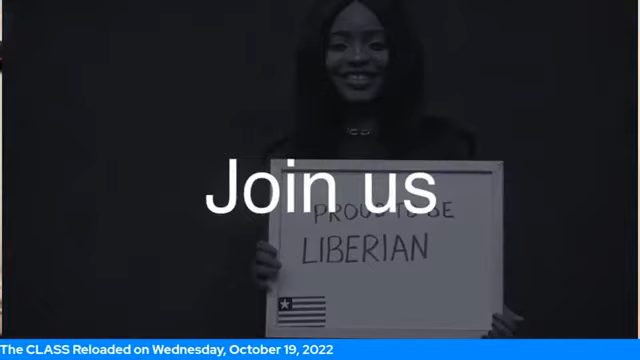 Join us
PROUD TO BE
LIBERIAN
The CLASS Reloaded on Wednesday, October 19, 2022